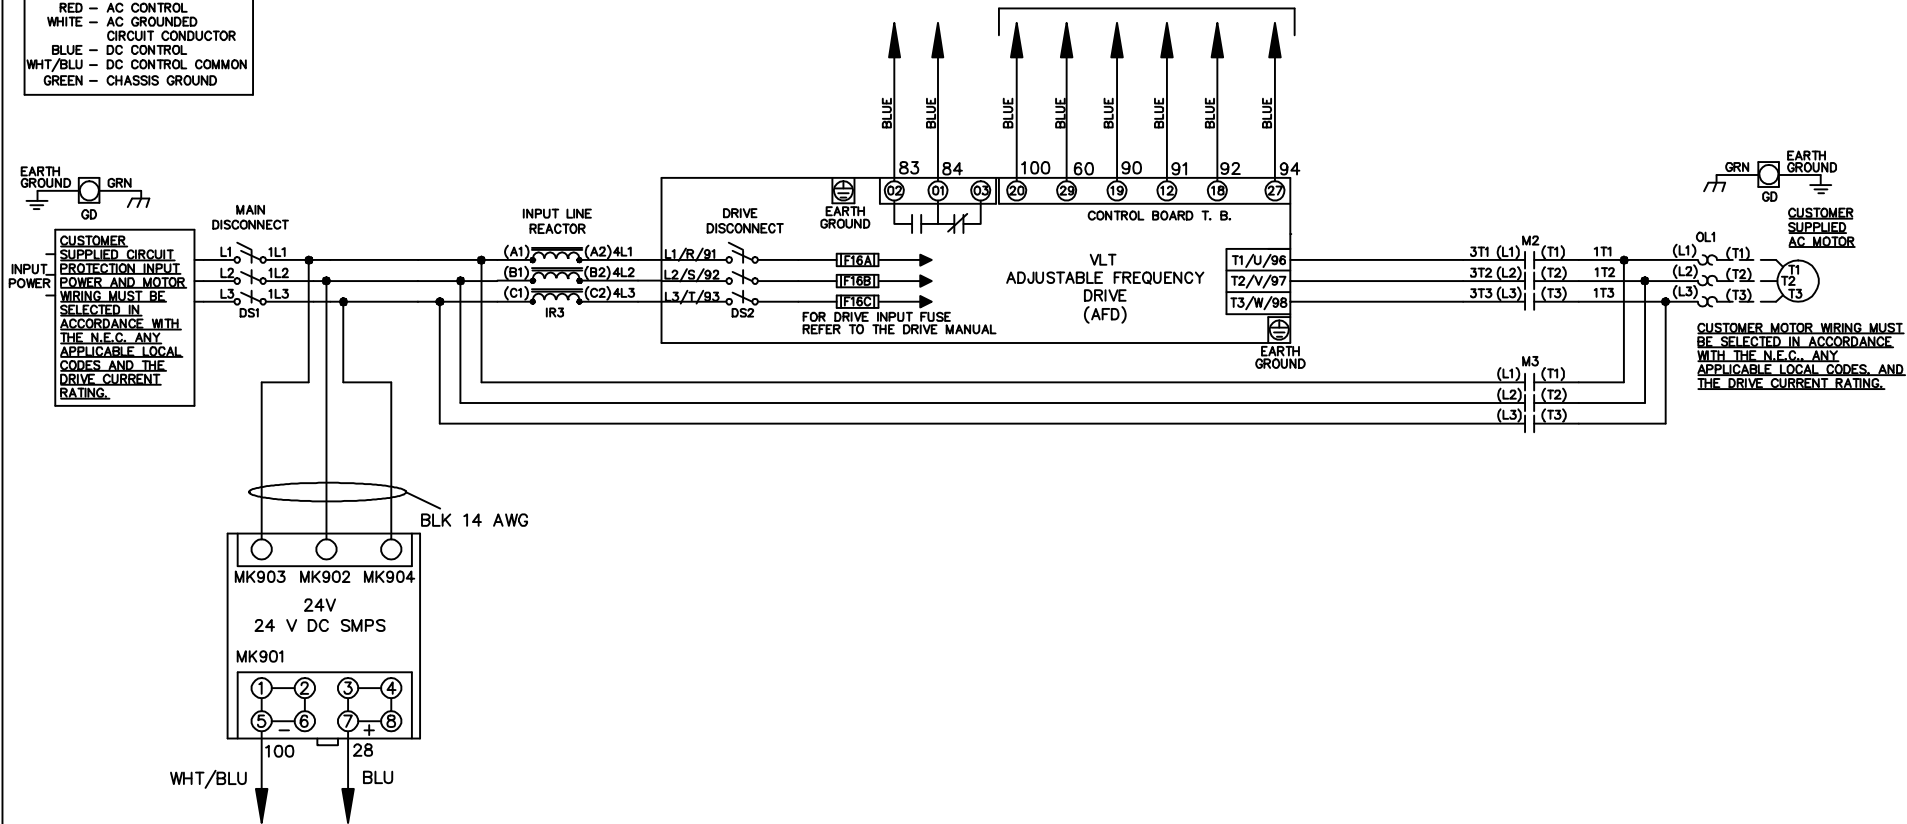 RED – AC CONTROL
WHITE – AC GROUNDED
CIRCUIT CONDUCTOR
BLUE – DC CONTROL
WHT/BLU – DC CONTROL COMMON
GREEN – CHASSIS GROUND
BLUE BLUE BLUE BLUE BLUE BLUE BLUE BLUE
83 84 100 60 90 91 92 94
02 01 03 20 29 19 12 18 27
EARTH
GROUND
CONTROL BOARD T. B.
EARTH
GROUND
GRN
GD
MAIN
DISCONNECT
INPUT LINE
REACTOR
DRIVE
DISCONNECT
GRN
EARTH
GROUND
GD
CUSTOMER
SUPPLIED
AC MOTOR
INPUT
POWER
CUSTOMER
SUPPLIED CIRCUIT
PROTECTION INPUT
POWER AND MOTOR
WIRING MUST BE
SELECTED IN
ACCORDANCE WITH
THE N.E.C. ANY
APPLICABLE LOCAL
CODES AND THE
DRIVE CURRENT
RATING.
L1 1L1
L2 1L2
L3 1L3
DS1
(A1) (A2)4L1
(B1) (B2)4L2
(C1) (C2)4L3
IR3
L1/R/91
L2/S/92
L3/T/93
DS2
F16A
F16B
F16C
FOR DRIVE INPUT FUSE
REFER TO THE DRIVE MANUAL
VLT
ADJUSTABLE FREQUENCY
DRIVE
(AFD)
T1/U/96
T2/V/97
T3/W/98
EARTH
GROUND
M2
3T1 (L1) (T1) 1T1
3T2 (L2) (T2) 1T2
3T3 (L3) (T3) 1T3
OL1
(L1) (T1)
(L2) (T2)
(L3) (T3)
T1
T2
T3
CUSTOMER MOTOR WIRING MUST
BE SELECTED IN ACCORDANCE
WITH THE N.E.C., ANY
APPLICABLE LOCAL CODES, AND
THE DRIVE CURRENT RATING.
M3
(L1) (T1)
(L2) (T2)
(L3) (T3)
BLK 14 AWG
MK903 MK902 MK904
24V
24 V DC SMPS
MK901
1 2 3 4
5 6 7 8
– +
100 28
WHT/BLU BLU